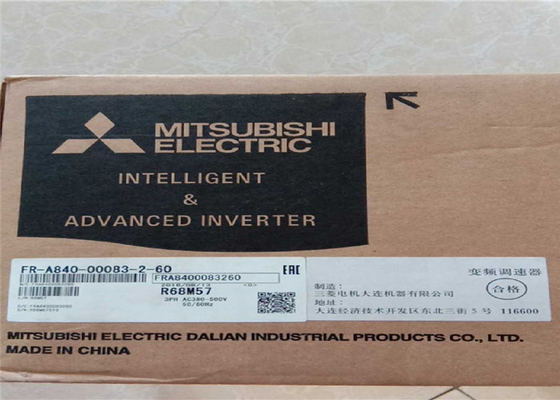 MITSUBISHI
ELECTRIC
INTELLIGENT
&
ADVANCED INVERTER
FR-A840-00083-2-60
FRA8400083260
EAC
R68M57
3PH AC380-500V
50/60Hz
变频调速器
制造：
三菱电机大连机器有限公司
合格
大连经济技术开发区东北三街5号 116600
MITSUBISHI ELECTRIC DALIAN INDUSTRIAL PRODUCTS CO., LTD.
MADE IN CHINA